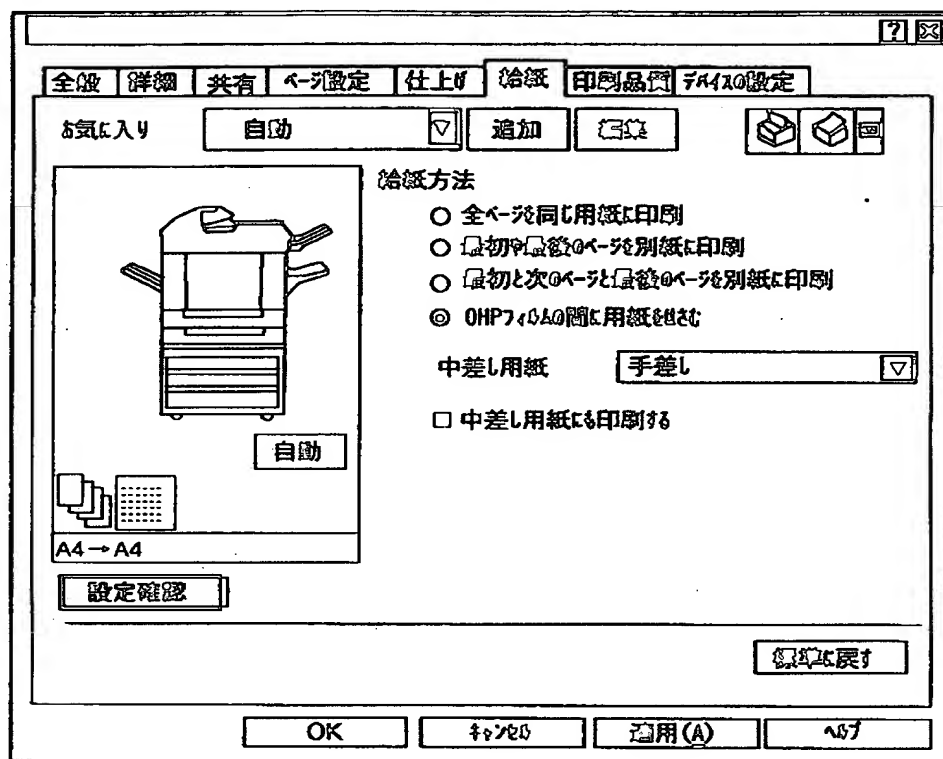 ?
全般 詳細 共有 ページ設定 仕上げ 給紙 印刷品質 デバイスの設定
お気に入り 自動 追加
給紙方法
全ページを同じ用紙に印刷
最初や最後のページを別紙に印刷
最初と次のページと最後のページを別紙に印刷
OHPフィルムの間に用紙をはさむ
中差し用紙 手差し
中差し用紙にも印刷する
自動
A4→A4
設定確認
標準に戻す
OK キャンセル 適用(A) ヘルプ